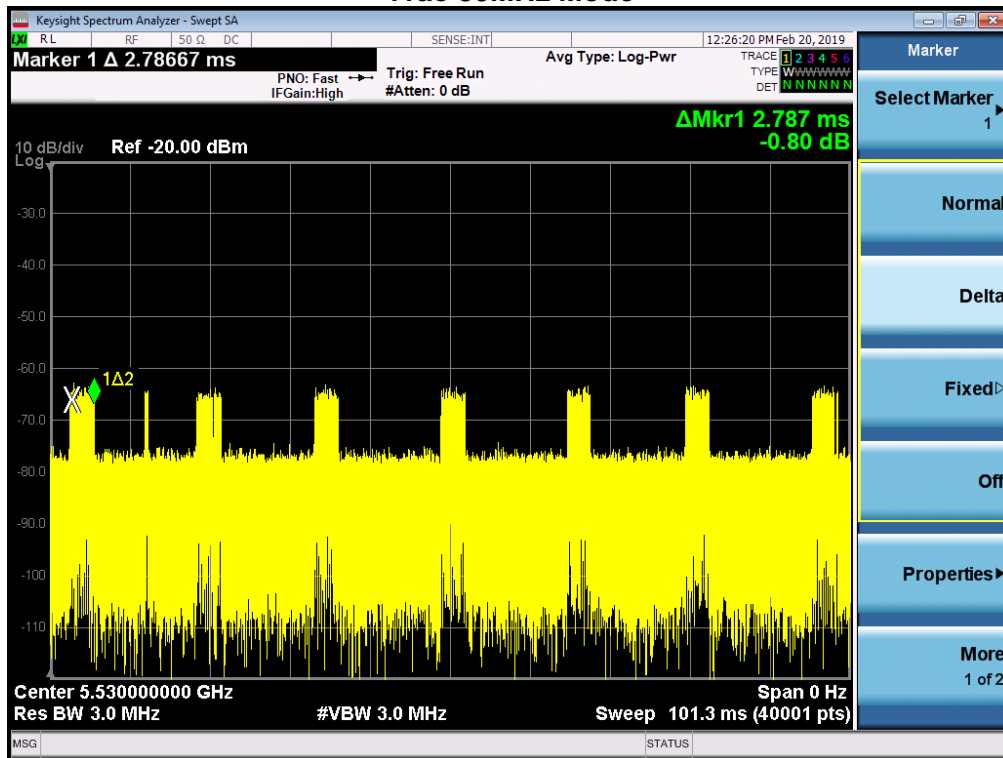 Keysight Spectrum Analyzer - Swept SA
LXI RL RF 50 Ω DC SENSE:INT 12:26:20 PM Feb 20, 2019
Marker 1 Δ 2.78667 ms
PNO: Fast
IFGain:High
Trig: Free Run
#Atten: 0 dB
Avg Type: Log-Pwr
TRACE 1 2 3 4 5 6
TYPE WWWWWW
DET N N N N N N
ΔMkr1 2.787 ms
-0.80 dB
10 dB/div Ref -20.00 dBm
Log
-30.0
-40.0
-50.0
-60.0
-70.0
-80.0
-90.0
-100
-110
1Δ2
X
Center 5.530000000 GHz
Span 0 Hz
Res BW 3.0 MHz
#VBW 3.0 MHz
Sweep 101.3 ms (40001 pts)
MSG
STATUS
Marker
Select Marker
1
Normal
Delta
Fixed
Off
Properties
More
1 of 2